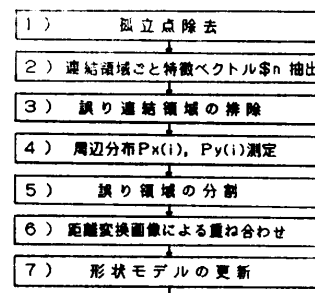 1) 孤立点除去
2) 連結領域ごと特徴ベクトル$n 抽出
3) 誤り連結領域の排除
4) 周辺分布Px(i), Py(i)測定
5) 誤り領域の分割
6) 距離変換画像による重ね合わせ
7) 形状モデルの更新